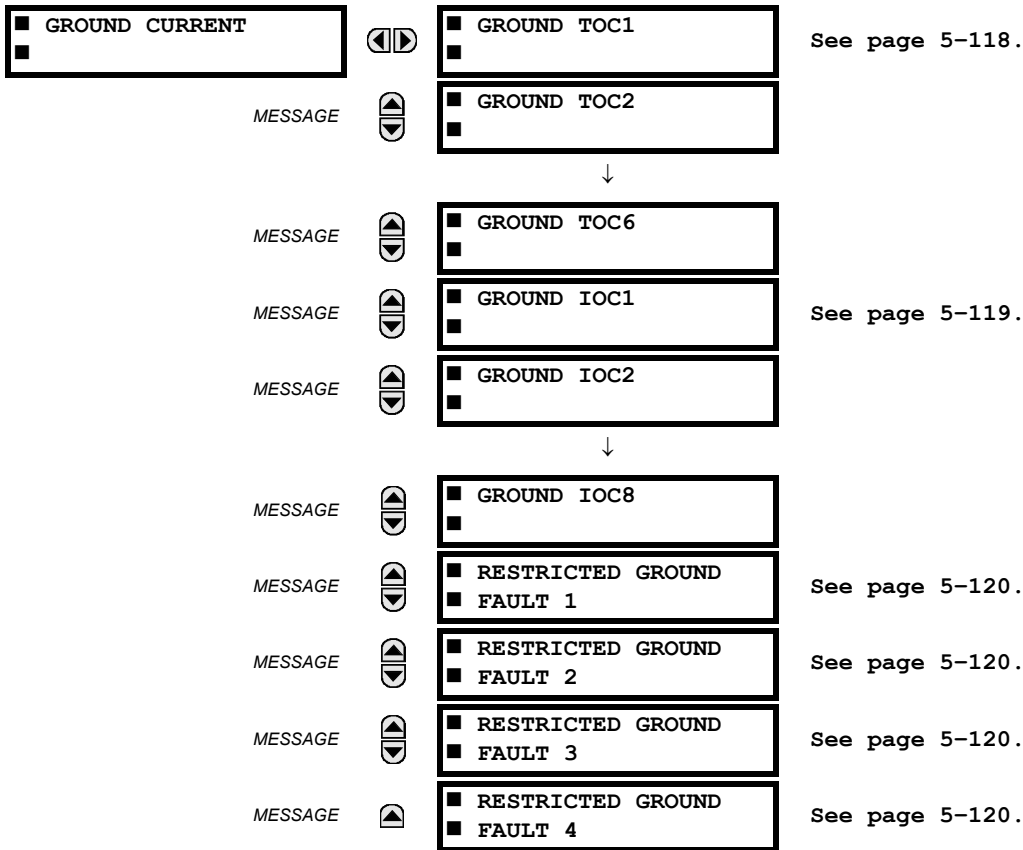 ■ GROUND CURRENT
■
■ GROUND TOC1
■
See page 5-118.
MESSAGE
■ GROUND TOC2
■
↓
MESSAGE
■ GROUND TOC6
■
MESSAGE
■ GROUND IOC1
■
See page 5-119.
MESSAGE
■ GROUND IOC2
■
↓
MESSAGE
■ GROUND IOC8
■
MESSAGE
■ RESTRICTED GROUND
■ FAULT 1
See page 5-120.
MESSAGE
■ RESTRICTED GROUND
■ FAULT 2
See page 5-120.
MESSAGE
■ RESTRICTED GROUND
■ FAULT 3
See page 5-120.
MESSAGE
■ RESTRICTED GROUND
■ FAULT 4
See page 5-120.